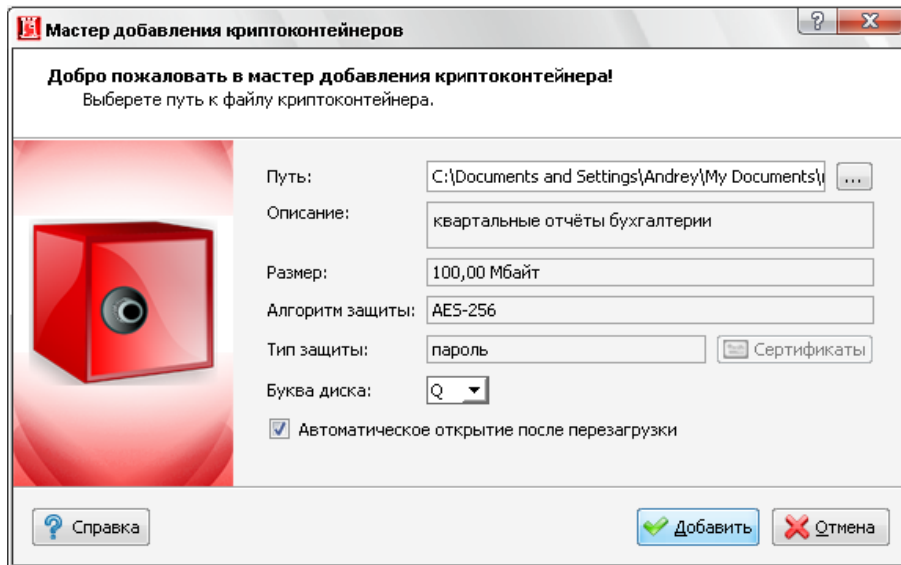 Мастер добавления криптоконтейнеров
Добро пожаловать в мастер добавления криптоконтейнера!
Выберете путь к файлу криптоконтейнера.
Путь: C:\Documents and Settings\Andrey\My Documents\ ...
Описание: квартальные отчёты бухгалтерии
Размер: 100,00 Мбайт
Алгоритм защиты: AES-256
Тип защиты: пароль Сертификаты
Буква диска: Q
Автоматическое открытие после перезагрузки
Справка Добавить Отмена